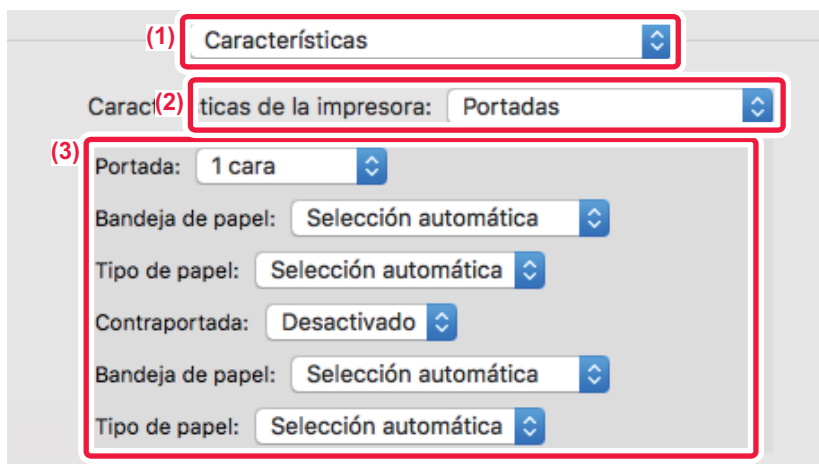 (1) Características
Caract(2) ticas de la impresora: Portadas
(3)
Portada: 1 cara
Bandeja de papel: Selección automática
Tipo de papel: Selección automática
Contraportada: Desactivado
Bandeja de papel: Selección automática
Tipo de papel: Selección automática